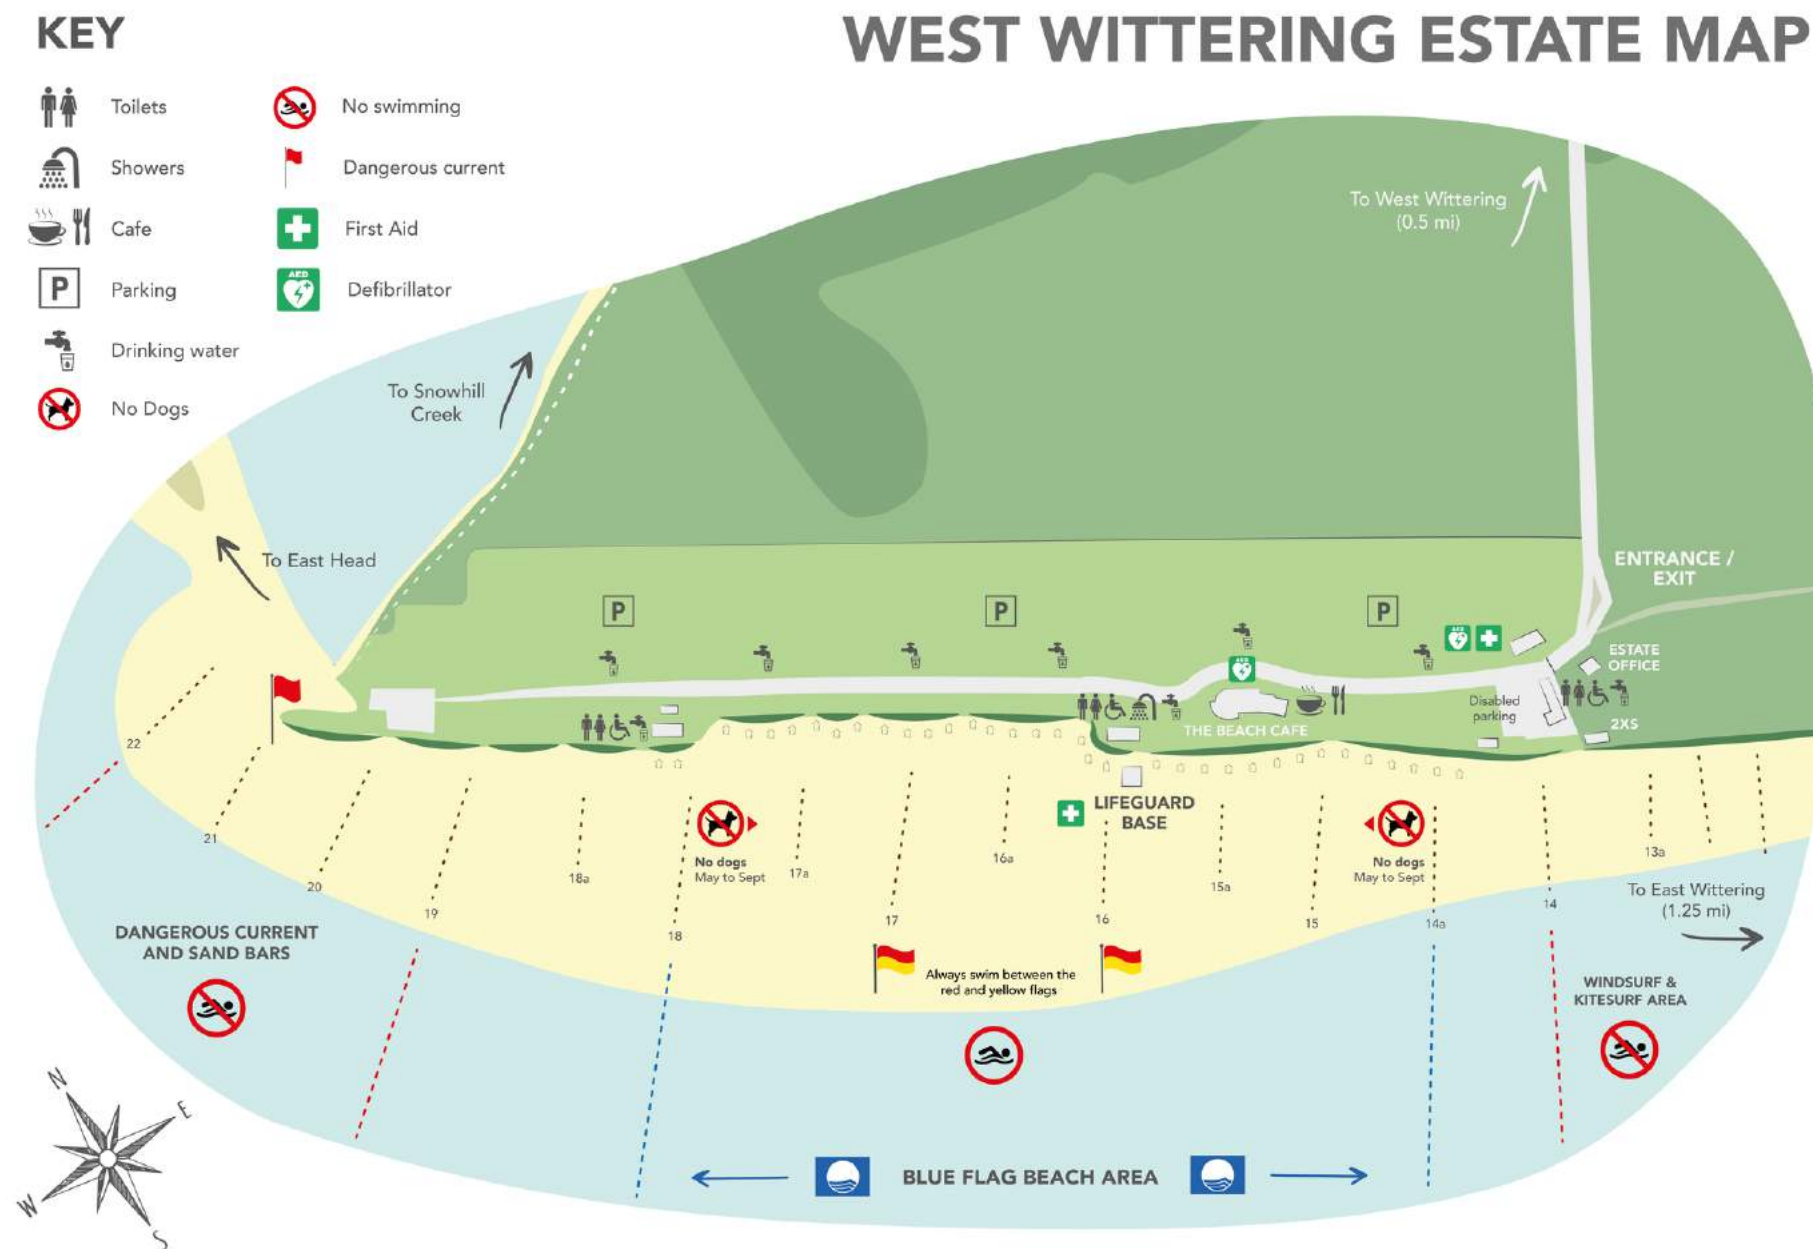 KEY
WEST WITTERING ESTATE MAP
Toilets
No swimming
Showers
Dangerous current
Cafe
First Aid
P
Parking
AED
Defibrillator
Drinking water
No Dogs
To West Wittering
(0.5 mi)
To Snowhill
Creek
To East Head
ENTRANCE /
EXIT
P
P
P
AED
ESTATE
OFFICE
AED
Disabled
parking
2XS
THE BEACH CAFE
LIFEGUARD
BASE
22
21
20
19
18a
18
No dogs
May to Sept
17a
17
16a
16
15a
15
No dogs
May to Sept
14a
14
13a
To East Wittering
(1.25 mi)
DANGEROUS CURRENT
AND SAND BARS
Always swim between the
red and yellow flags
WINDSURF &
KITESURF AREA
BLUE FLAG BEACH AREA
N
E
W
S